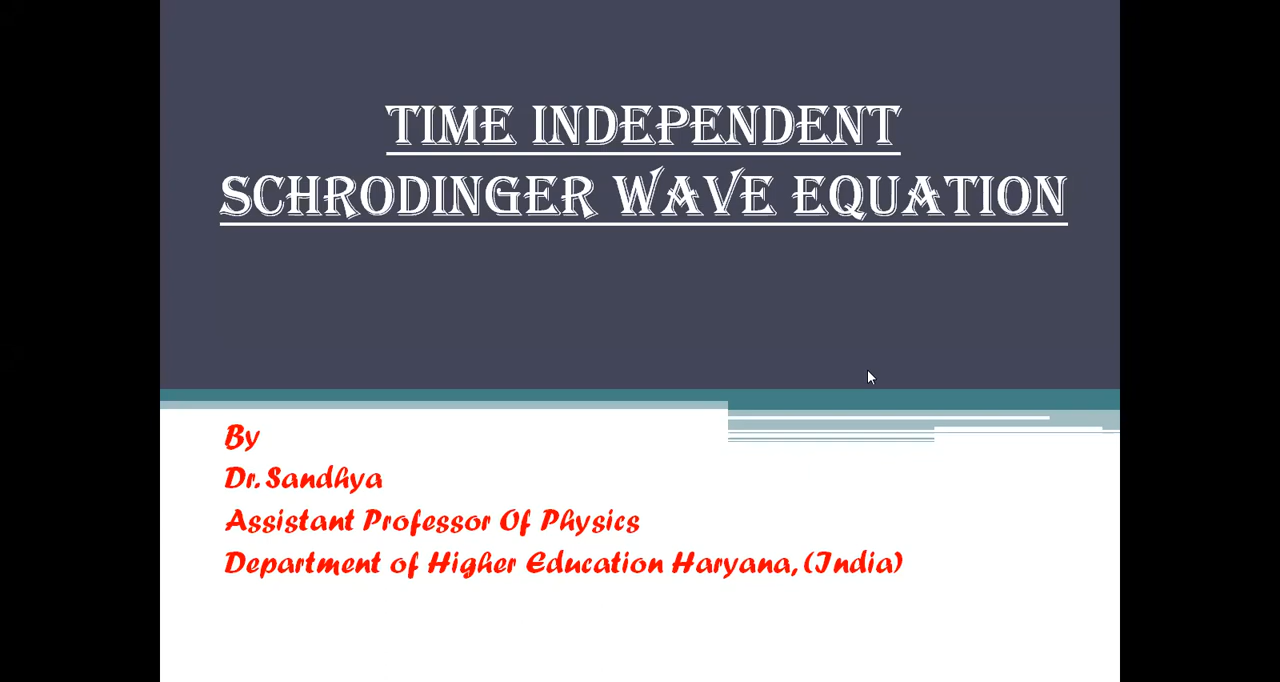 TIME INDEPENDENT
SCHRODINGER WAVE EQUATION
By
Dr. Sandhya
Assistant Professor Of Physics
Department of Higher Education Haryana, (India)